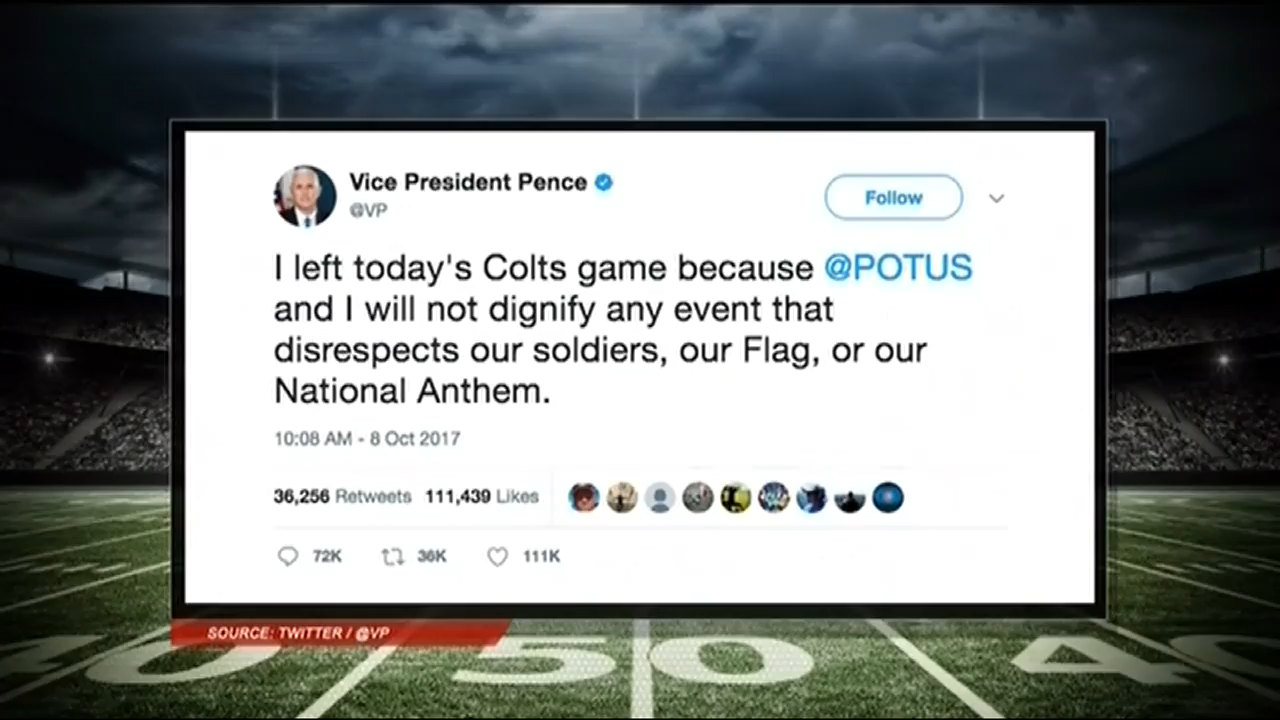 Vice President Pence
@VP
Follow
I left today's Colts game because @POTUS
and I will not dignify any event that
disrespects our soldiers, our Flag, or our
National Anthem.
10:08 AM - 8 Oct 2017
36,256 Retweets 111,439 Likes
72K 36K 111K
SOURCE: TWITTER / @VP
50 4